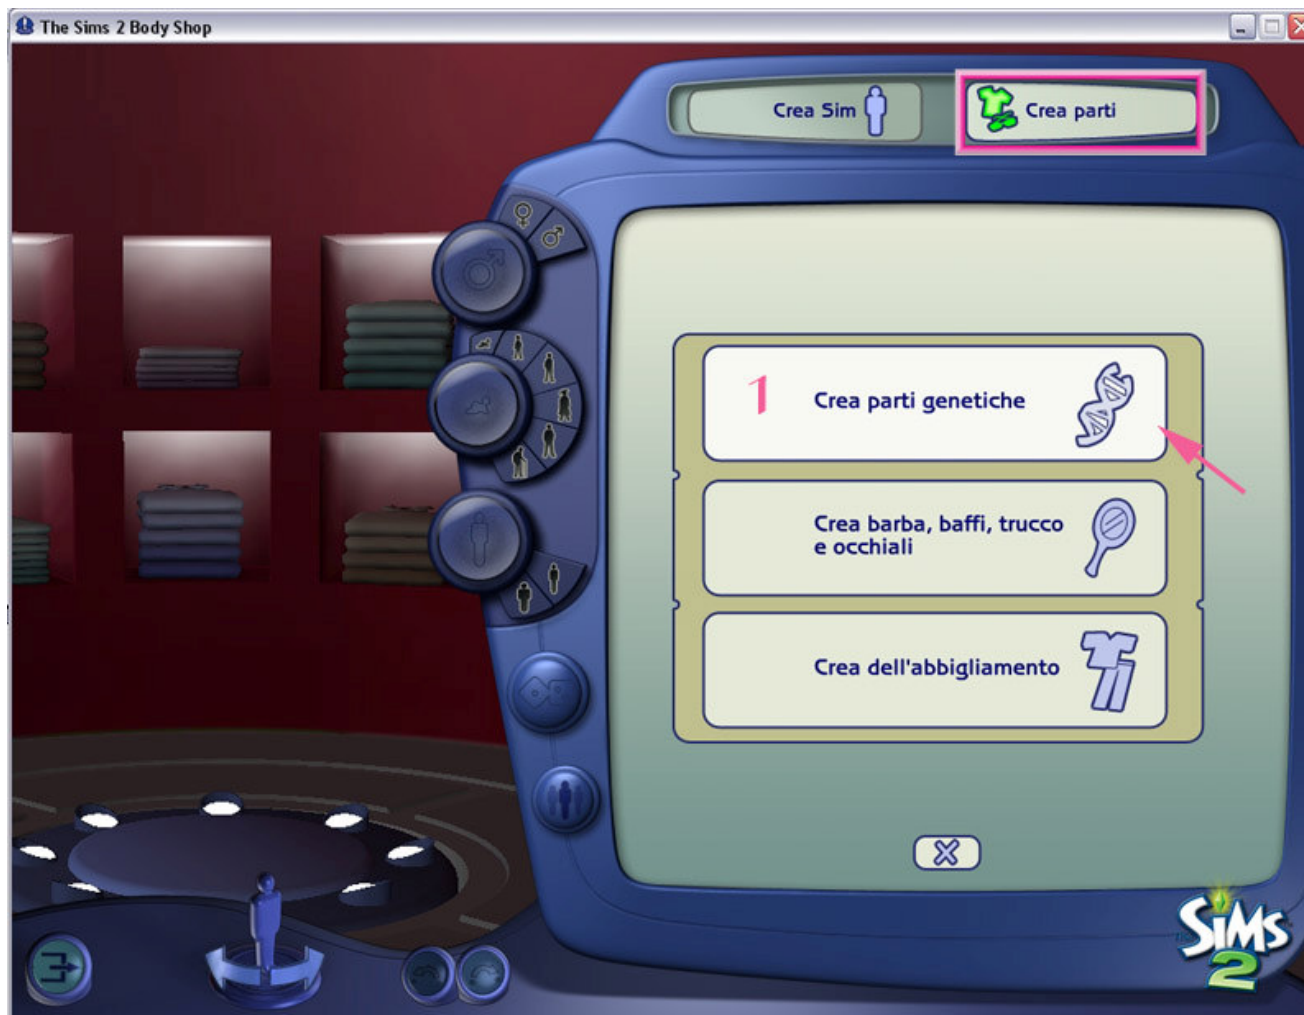 The Sims 2 Body Shop
Crea Sim
Crea parti
1
Crea parti genetiche
Crea barba, baffi, trucco
e occhiali
Crea dell'abbigliamento
THE
SIMS
2